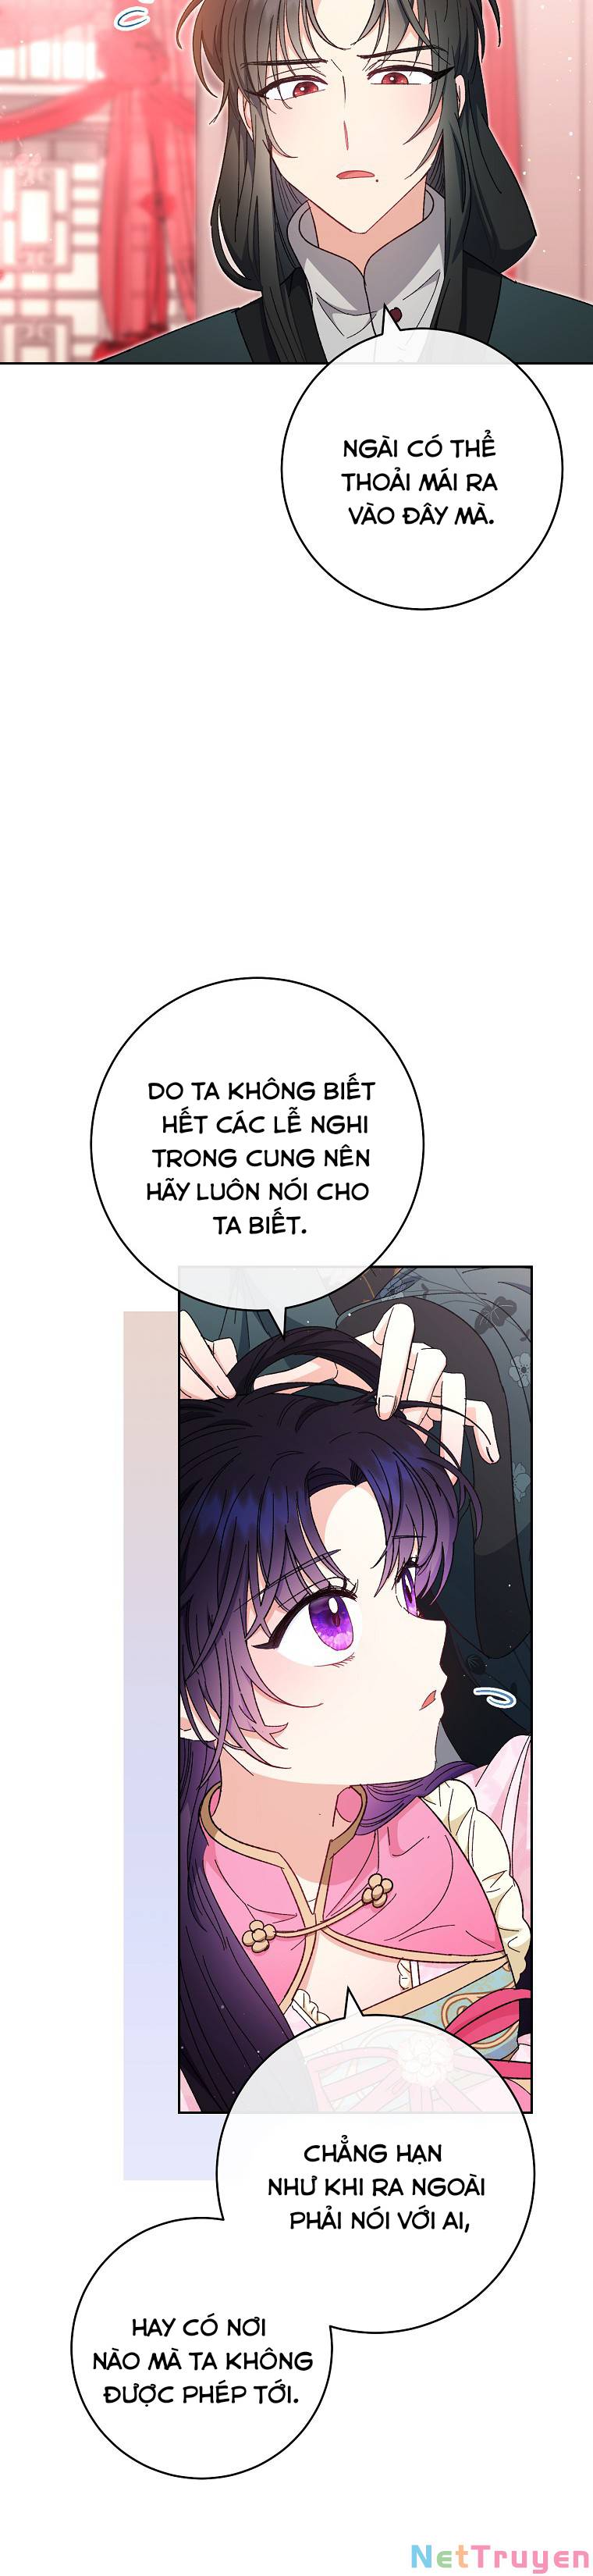 NGÀI CÓ THỂ
THOẢI MÁI RA
VÀO ĐÂY MÀ.
DO TA KHÔNG BIẾT
HẾT CÁC LỄ NGHI
TRONG CUNG NÊN
HÃY LUÔN NÓI CHO
TA BIẾT.
CHẲNG HẠN
NHƯ KHI RA NGOÀI
PHẢI NÓI VỚI AI,
HAY CÓ NƠI
NÀO MÀ TA KHÔNG
ĐƯỢC PHÉP TỚI.
NetTruyen